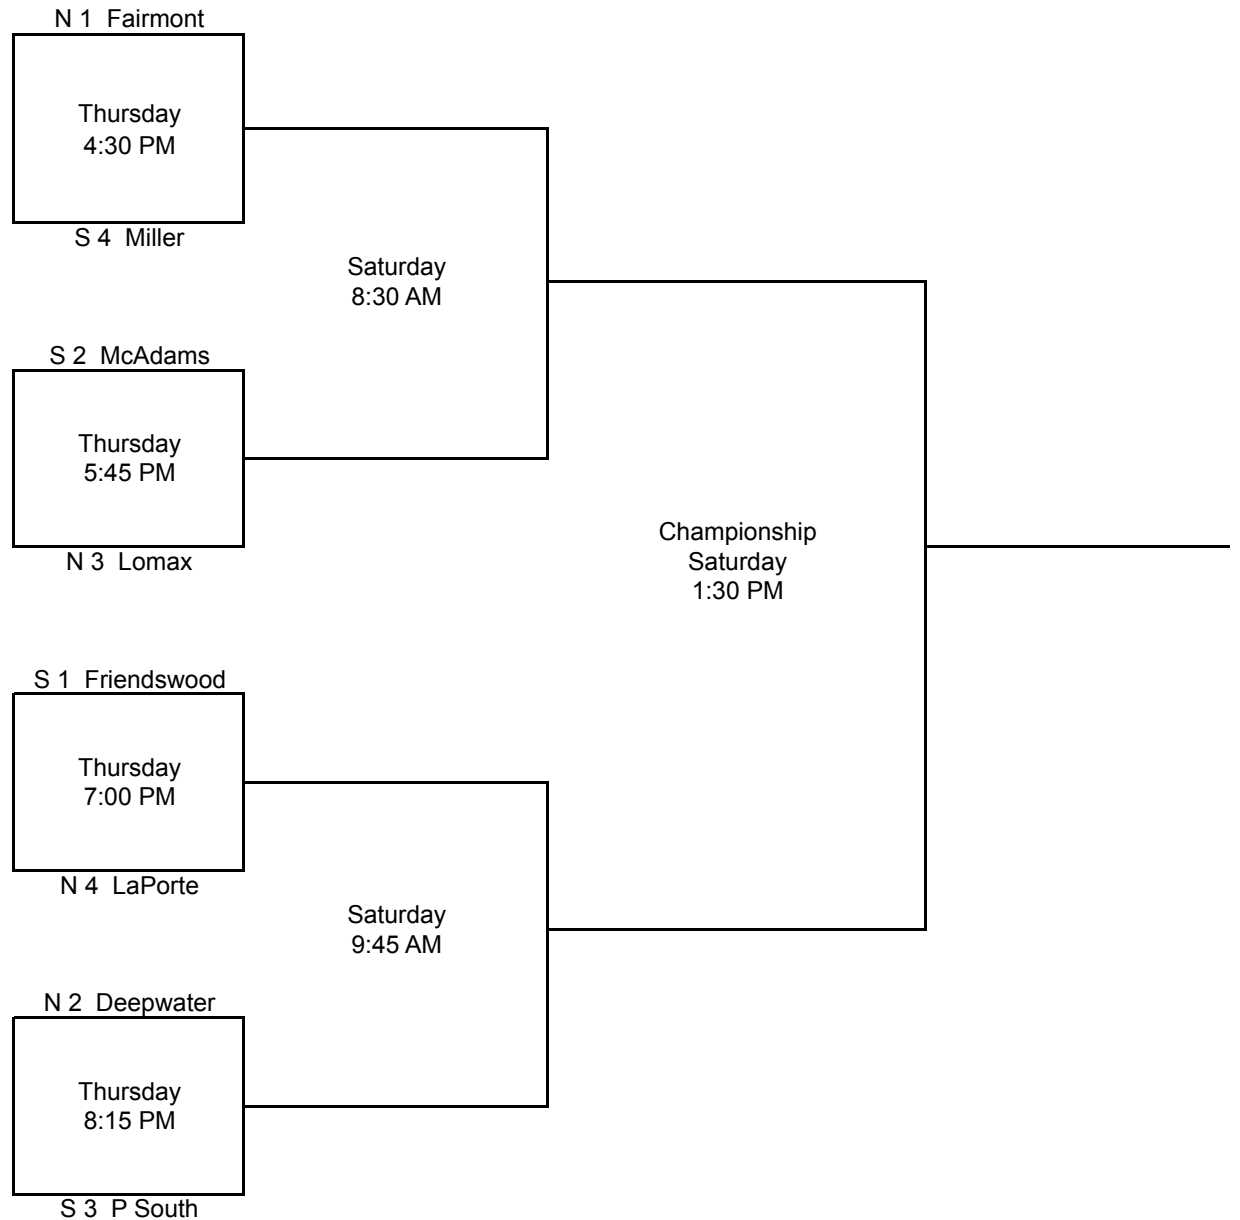 N 1 Fairmont
Thursday
4:30 PM
S 4 Miller
Saturday
8:30 AM
S 2 McAdams
Thursday
5:45 PM
N 3 Lomax
Championship
Saturday
1:30 PM
S 1 Friendswood
Thursday
7:00 PM
N 4 LaPorte
Saturday
9:45 AM
N 2 Deepwater
Thursday
8:15 PM
S 3 P South